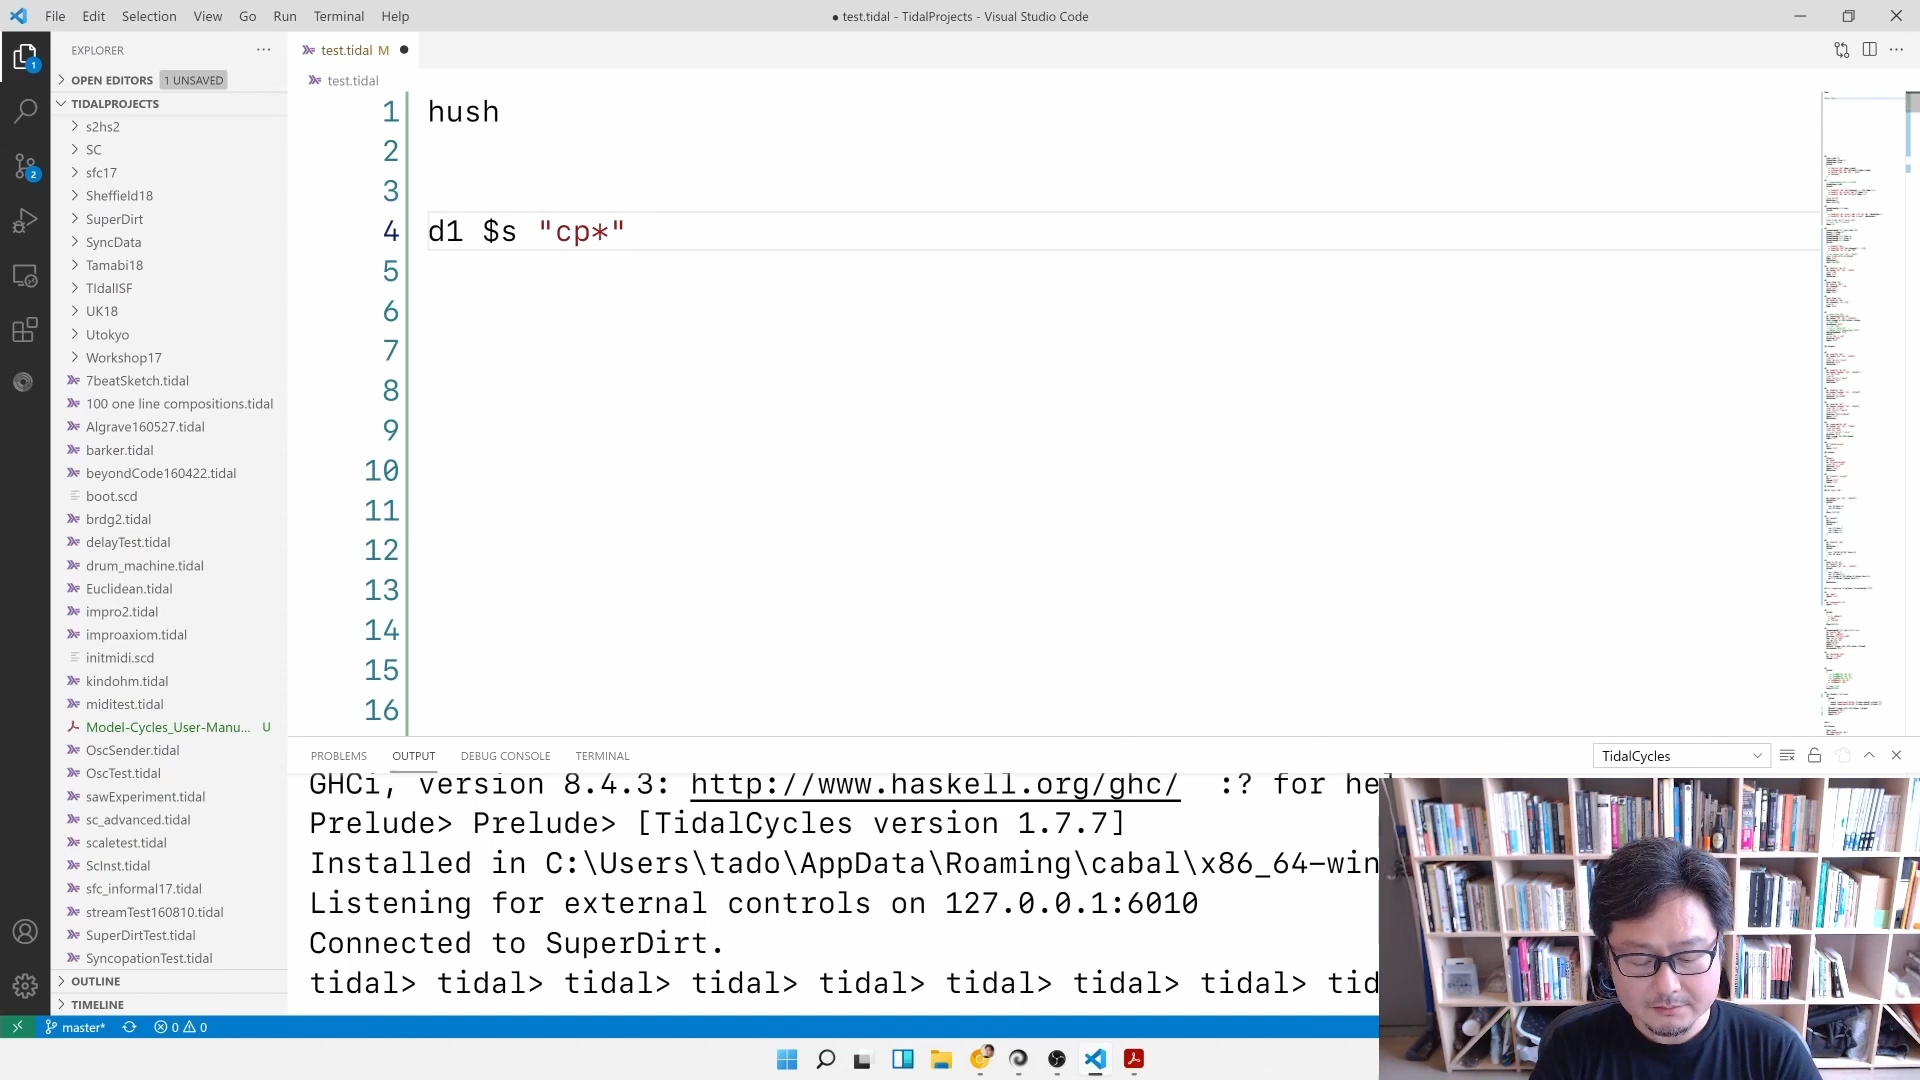 File Edit Selection View Go Run Terminal Help
● test.tidal - TidalProjects - Visual Studio Code
EXPLORER
OPEN EDITORS 1 UNSAVED
TIDALPROJECTS
s2hs2
SC
sfc17
Sheffield18
SuperDirt
SyncData
Tamabi18
TIdalISF
UK18
Utokyo
Workshop17
7beatSketch.tidal
100 one line compositions.tidal
Algrave160527.tidal
barker.tidal
beyondCode160422.tidal
boot.scd
brdg2.tidal
delayTest.tidal
drum_machine.tidal
Euclidean.tidal
impro2.tidal
improaxiom.tidal
initmidi.scd
kindohm.tidal
miditest.tidal
Model-Cycles_User-Manu... U
OscSender.tidal
OscTest.tidal
sawExperiment.tidal
sc_advanced.tidal
scaletest.tidal
ScInst.tidal
sfc_informal17.tidal
streamTest160810.tidal
SuperDirtTest.tidal
SyncopationTest.tidal
OUTLINE
TIMELINE
1
2
test.tidal M
test.tidal
1 hush
2
3
4 d1 $s "cp*"
5
6
7
8
9
10
11
12
13
14
15
16
PROBLEMS OUTPUT DEBUG CONSOLE TERMINAL
TidalCycles
GHCi, version 8.4.3: http://www.haskell.org/ghc/ :? for he
Prelude> Prelude> [TidalCycles version 1.7.7]
Installed in C:\Users\tado\AppData\Roaming\cabal\x86_64-win
Listening for external controls on 127.0.0.1:6010
Connected to SuperDirt.
tidal> tidal> tidal> tidal> tidal> tidal> tidal> tidal> tid
master* 0 0